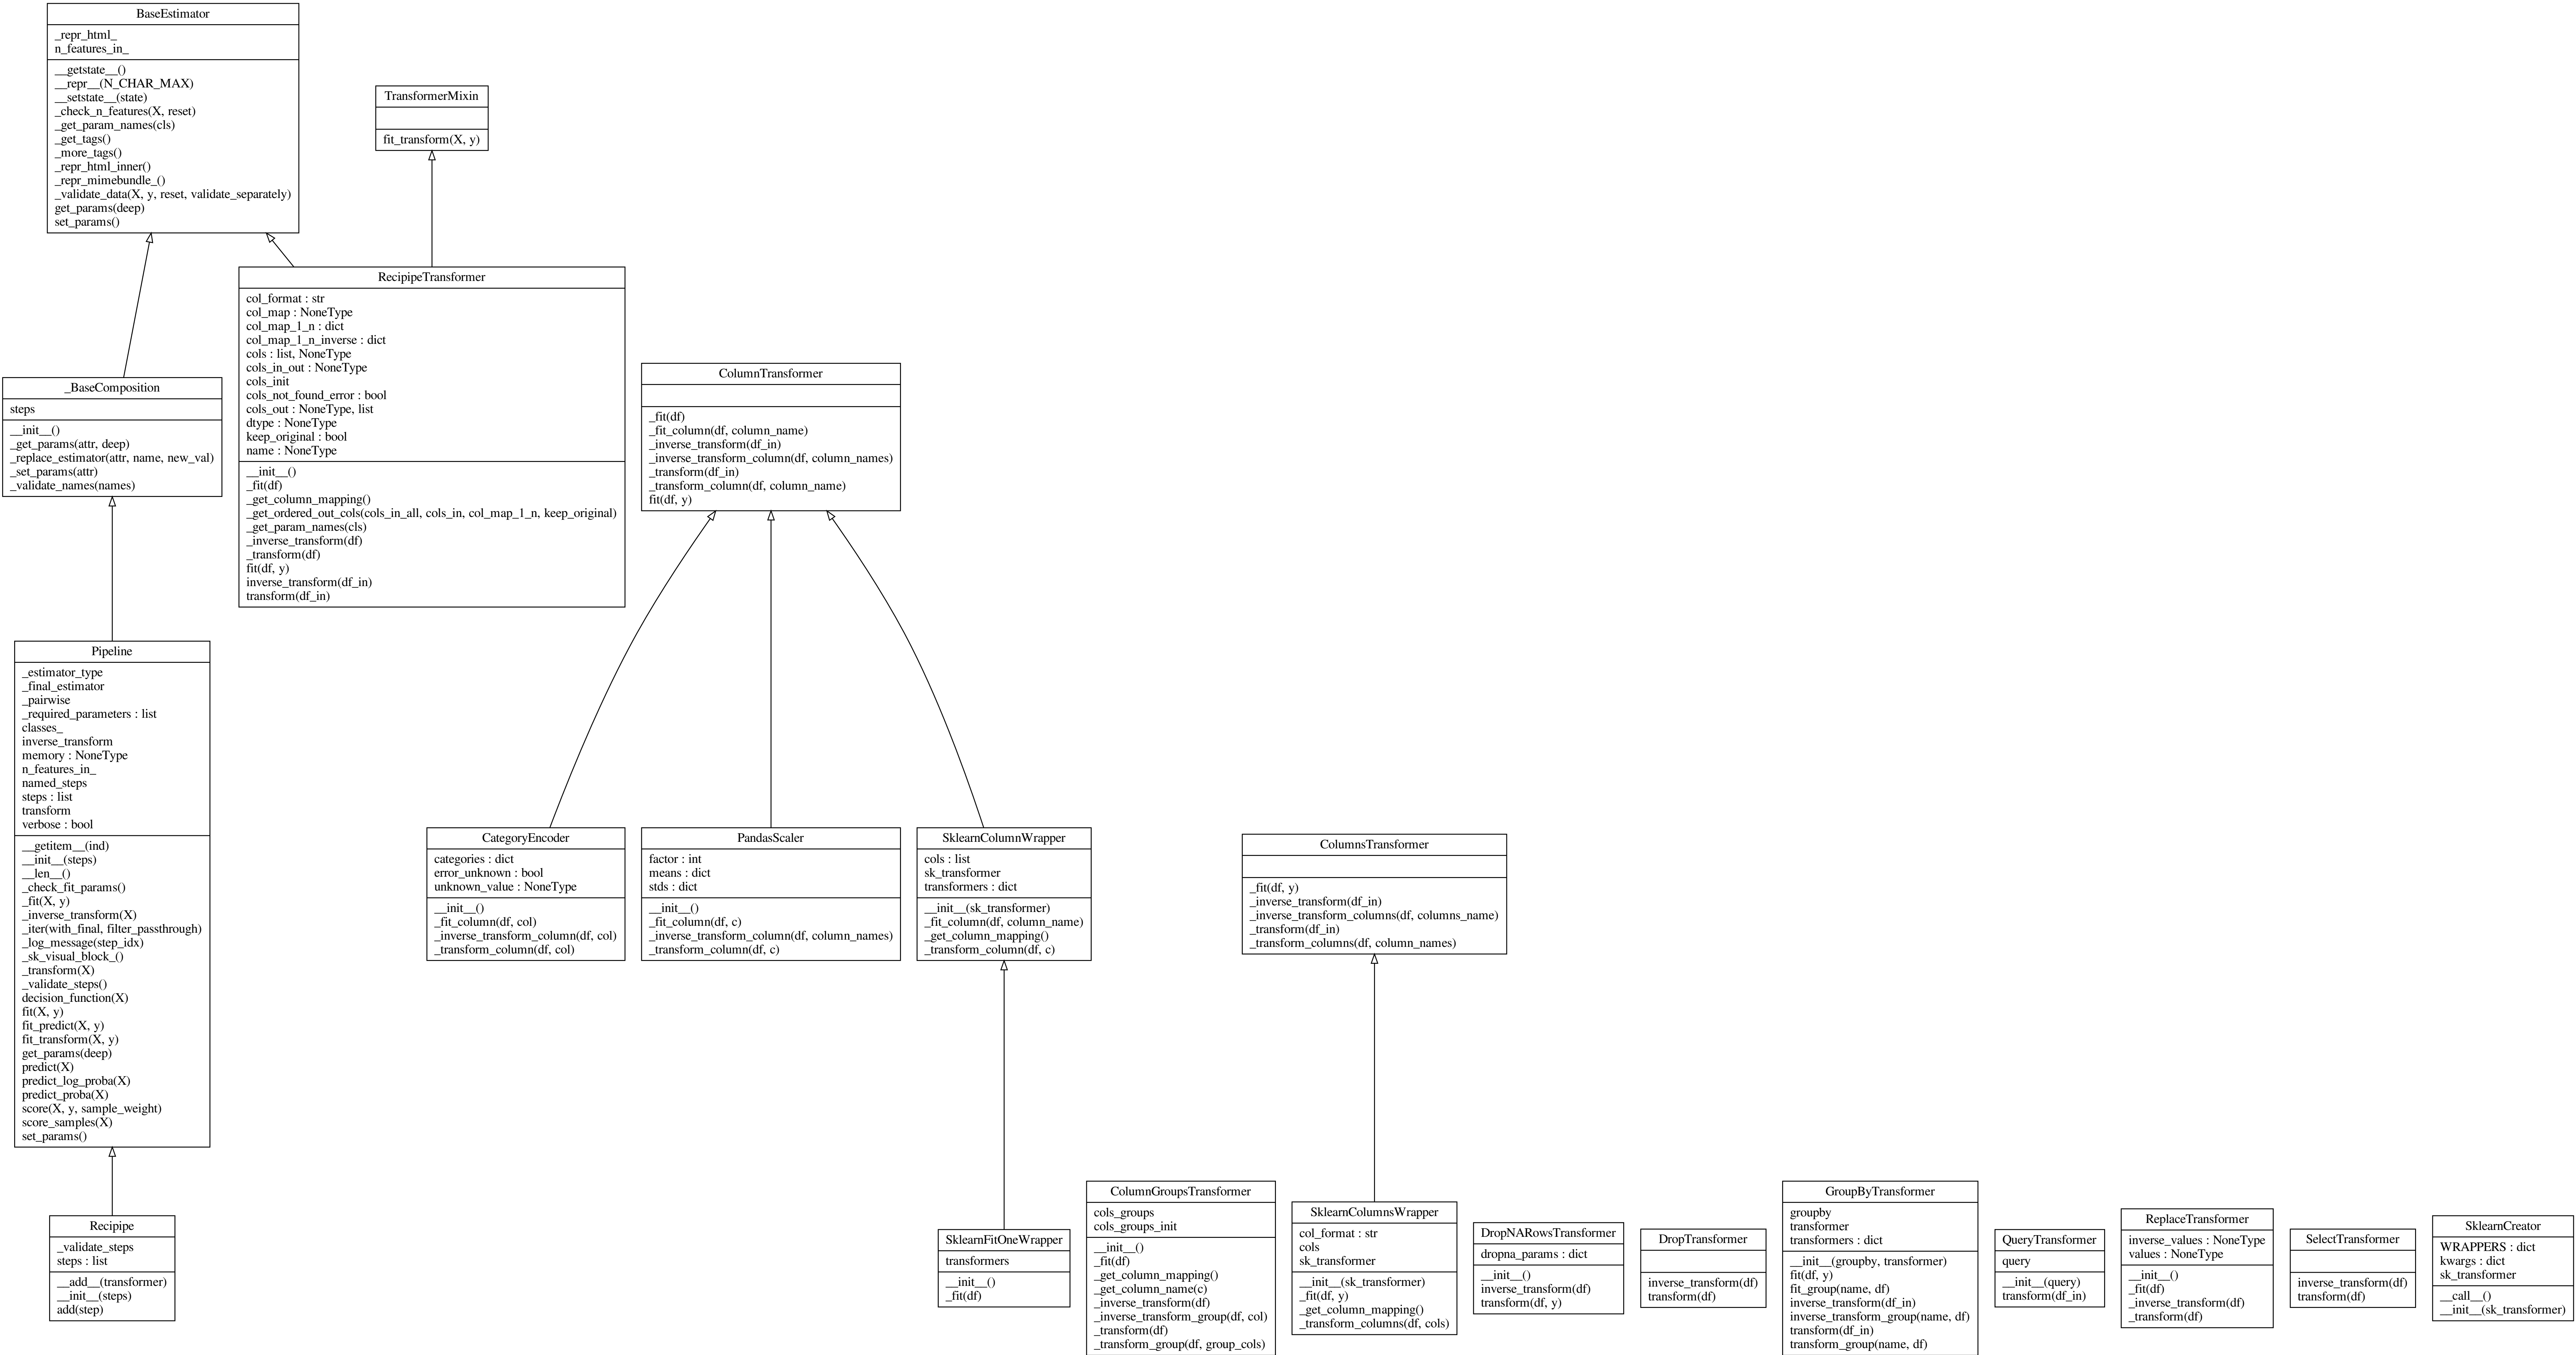 BaseEstimator
_repr_html_
n_features_in_
__getstate__()
__repr__(N_CHAR_MAX)
__setstate__(state)
_check_n_features(X, reset)
_get_param_names(cls)
_get_tags()
_more_tags()
_repr_html_inner()
_repr_mimebundle_()
_validate_data(X, y, reset, validate_separately)
get_params(deep)
set_params()
TransformerMixin
fit_transform(X, y)
RecipipeTransformer
col_format : str
col_map : NoneType
col_map_1_n : dict
col_map_1_n_inverse : dict
cols : list, NoneType
cols_in_out : NoneType
cols_init
cols_not_found_error : bool
cols_out : NoneType, list
dtype : NoneType
keep_original : bool
name : NoneType
__init__()
_fit(df)
_get_column_mapping()
_get_ordered_out_cols(cols_in_all, cols_in, col_map_1_n, keep_original)
_get_param_names(cls)
_inverse_transform(df)
_transform(df)
fit(df, y)
inverse_transform(df_in)
transform(df_in)
_BaseComposition
steps
__init__()
_get_params(attr, deep)
_replace_estimator(attr, name, new_val)
_set_params(attr)
_validate_names(names)
ColumnTransformer
_fit(df)
_fit_column(df, column_name)
_inverse_transform(df_in)
_inverse_transform_column(df, column_names)
_transform(df_in)
_transform_column(df, column_name)
fit(df, y)
Pipeline
_estimator_type
_final_estimator
_pairwise
_required_parameters : list
classes_
inverse_transform
memory : NoneType
n_features_in_
named_steps
steps : list
transform
verbose : bool
__getitem__(ind)
__init__(steps)
__len__()
_check_fit_params()
_fit(X, y)
_inverse_transform(X)
_iter(with_final, filter_passthrough)
_log_message(step_idx)
_sk_visual_block_()
_transform(X)
_validate_steps()
decision_function(X)
fit(X, y)
fit_predict(X, y)
fit_transform(X, y)
get_params(deep)
predict(X)
predict_log_proba(X)
predict_proba(X)
score(X, y, sample_weight)
score_samples(X)
set_params()
CategoryEncoder
categories : dict
error_unknown : bool
unknown_value : NoneType
__init__()
_fit_column(df, col)
_inverse_transform_column(df, col)
_transform_column(df, col)
PandasScaler
factor : int
means : dict
stds : dict
__init__()
_fit_column(df, c)
_inverse_transform_column(df, column_names)
_transform_column(df, c)
SklearnColumnWrapper
cols : list
sk_transformer
transformers : dict
__init__(sk_transformer)
_fit_column(df, column_name)
_get_column_mapping()
_transform_column(df, c)
ColumnsTransformer
_fit(df, y)
_inverse_transform(df_in)
_inverse_transform_columns(df, columns_name)
_transform(df_in)
_transform_columns(df, column_names)
Recipipe
_validate_steps
steps : list
__add__(transformer)
__init__(steps)
add(step)
SklearnFitOneWrapper
transformers
__init__()
_fit(df)
ColumnGroupsTransformer
cols_groups
cols_groups_init
__init__()
_fit(df)
_get_column_mapping()
_get_column_name(c)
_inverse_transform(df)
_inverse_transform_group(df, col)
_transform(df)
_transform_group(df, group_cols)
SklearnColumnsWrapper
col_format : str
cols
sk_transformer
__init__(sk_transformer)
_fit(df, y)
_get_column_mapping()
_transform_columns(df, cols)
DropNARowsTransformer
dropna_params : dict
__init__()
inverse_transform(df)
transform(df, y)
DropTransformer
inverse_transform(df)
transform(df)
GroupByTransformer
groupby
transformer
transformers : dict
__init__(groupby, transformer)
fit(df, y)
fit_group(name, df)
inverse_transform(df_in)
inverse_transform_group(name, df)
transform(df_in)
transform_group(name, df)
QueryTransformer
query
__init__(query)
transform(df_in)
ReplaceTransformer
inverse_values : NoneType
values : NoneType
__init__()
_fit(df)
_inverse_transform(df)
_transform(df)
SelectTransformer
inverse_transform(df)
transform(df)
SklearnCreator
WRAPPERS : dict
kwargs : dict
sk_transformer
__call__()
__init__(sk_transformer)